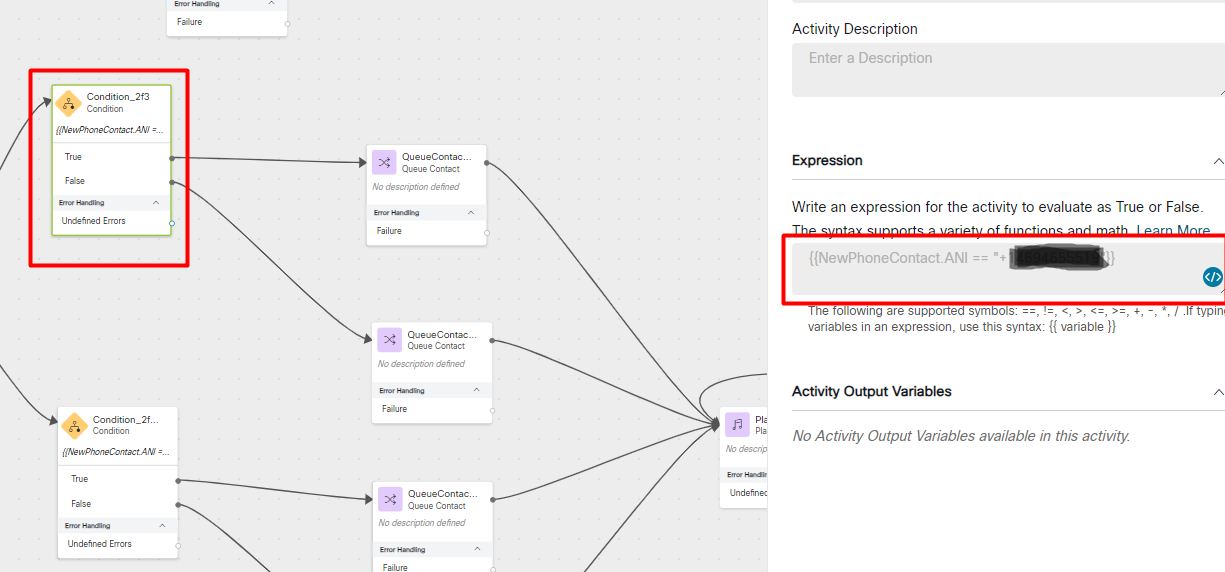 Error Handling
Failure
Condition_2f3
Condition
{{NewPhoneContact.ANI =...
True
False
Error Handling
Undefined Errors
QueueContac...
Queue Contact
No description defined
Error Handling
Failure
QueueContac...
Queue Contact
No description defined
Error Handling
Failure
Condition_2f...
Condition
{{NewPhoneContact.ANI =...
True
False
Error Handling
Undefined Errors
QueueContac...
Queue Contact
No description defined
Error Handling
Failure
Pla
Pla
No descrip
Error Handlin
Undefined
Activity Description
Enter a Description
Expression
Write an expression for the activity to evaluate as True or False.
The syntax supports a variety of functions and math. Learn More
{{NewPhoneContact.ANI == "+ }}
The following are supported symbols: ==, !=, <, >, <=, >=, +, -, *, / .If typing
variables in an expression, use this syntax: {{ variable }}
Activity Output Variables
No Activity Output Variables available in this activity.